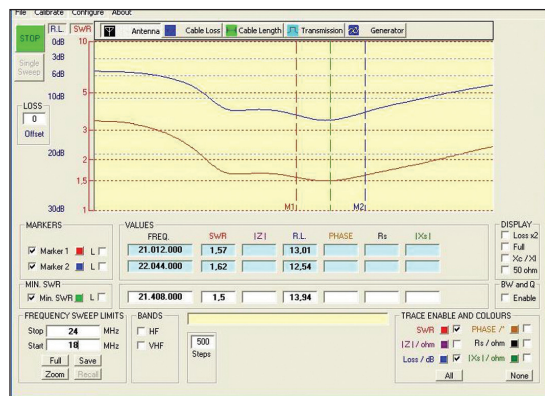 File Calibrate Configure About
STOP
R.L. SWR
Antenna Cable Loss Cable Length Transmission Generator
Single Sweep
0dB 10
3dB
6dB
10dB 5
3
20dB 2
1,5
30dB 1
M1 M2
LOSS
0
Offset
MARKERS
VALUES
DISPLAY
FREQ. SWR |Z| R.L. PHASE Rs |Xs|
Marker 1 L 21.012.000 1,57 13,01
Marker 2 L 22.044.000 1,62 12,54
Loss x2
Full
Xc / Xl
50 ohm
MIN. SWR
Min. SWR L 21.408.000 1,5 13,94
BW and Q
Enable
FREQUENCY SWEEP LIMITS
Stop 24 MHz
Start 18 MHz
Full Save
Zoom Recall
BANDS
HF
VHF
500
Steps
TRACE ENABLE AND COLOURS
SWR PHASE /°
|Z| / ohm Rs / ohm
Loss / dB |Xs| / ohm
All None